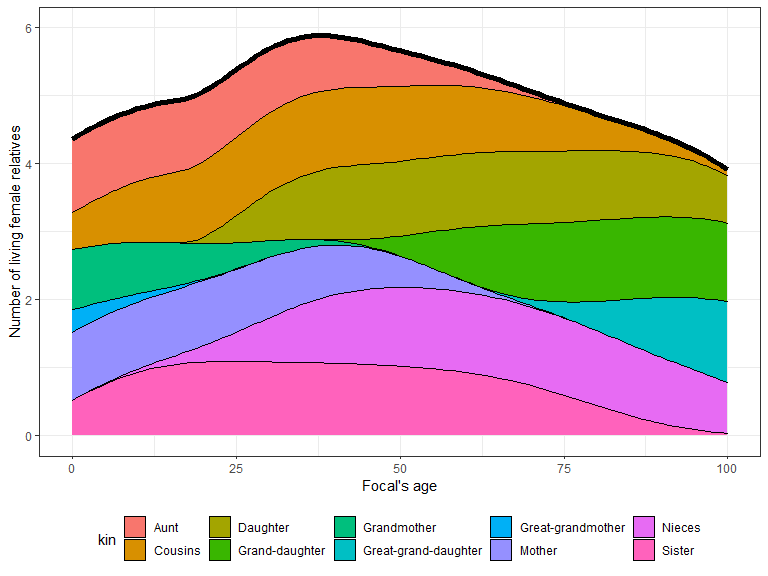 Number of living female relatives
6
4
2
0
0 25 50 75 100
Focal's age
kin
Aunt Daughter Grandmother Great-grandmother Nieces
Cousins Grand-daughter Great-grand-daughter Mother Sister